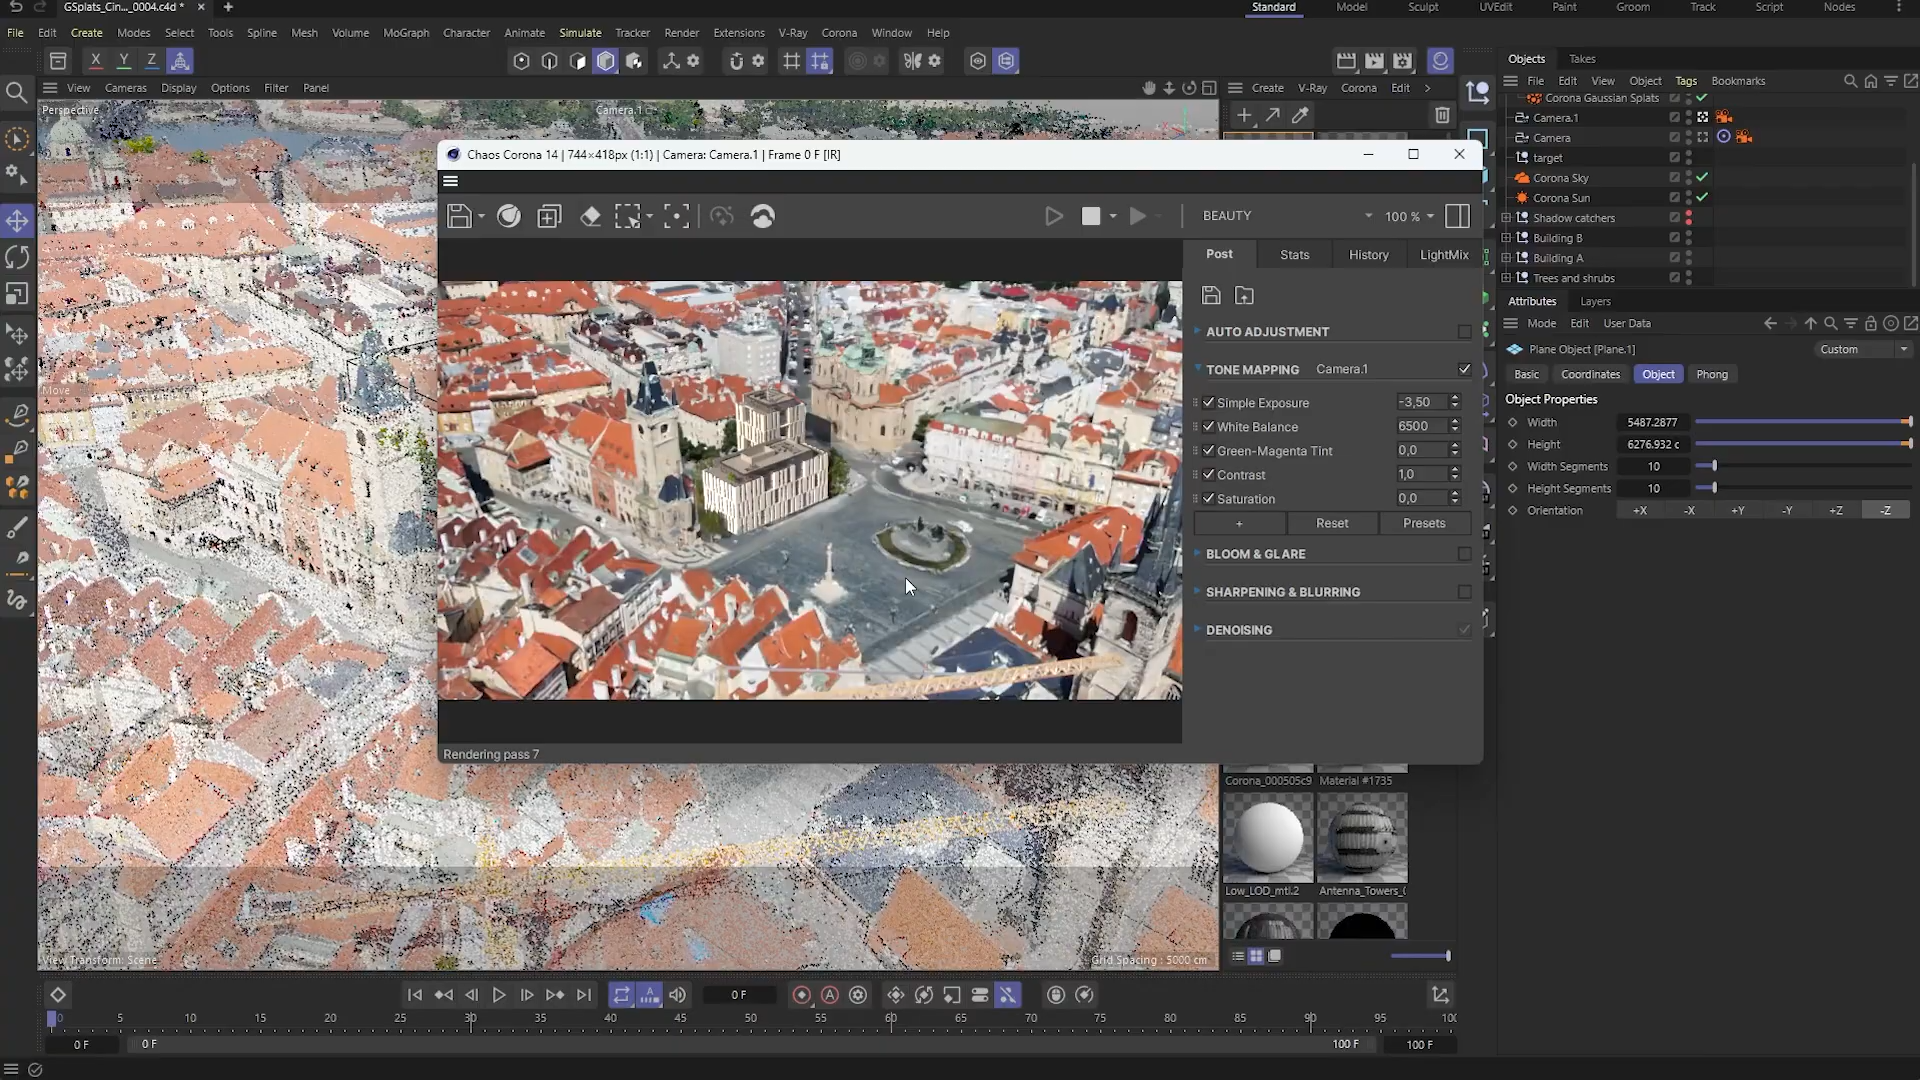 GSplats_Cin..._0004.c4d *
Standard
Model
Sculpt
UVEdit
Paint
Groom
Track
Script
Nodes
File
Edit
Create
Modes
Select
Tools
Spline
Mesh
Volume
MoGraph
Character
Animate
Simulate
Tracker
Render
Extensions
V-Ray
Corona
Window
Help
X
Y
Z
Objects
Takes
File
Edit
View
Object
Tags
Bookmarks
View
Cameras
Display
Options
Filter
Panel
Create
V-Ray
Corona
Edit
Perspective
Camera.1
Corona Gaussian Splats
Camera.1
Camera
target
Corona Sky
Corona Sun
Shadow catchers
Building B
Building A
Trees and shrubs
Chaos Corona 14 | 744×418px (1:1) | Camera: Camera.1 | Frame 0 F [IR]
BEAUTY
100 %
Post
Stats
History
LightMix
AUTO ADJUSTMENT
TONE MAPPING
Camera.1
Simple Exposure
-3,50
White Balance
6500
Green-Magenta Tint
0,0
Contrast
1,0
Saturation
0,0
+
Reset
Presets
BLOOM & GLARE
SHARPENING & BLURRING
DENOISING
Rendering pass 7
Move
Attributes
Layers
Mode
Edit
User Data
Plane Object [Plane.1]
Custom
Basic
Coordinates
Object
Phong
Object Properties
Width
5487.2877
Height
6276.932 c
Width Segments
10
Height Segments
10
Orientation
+X
-X
+Y
-Y
+Z
-Z
Corona_000505c9
Material #1735
Low_LOD_mtl.2
Antenna_Towers_(
View Transform: Scene
Grid Spacing : 5000 cm
0 F
0
5
10
15
20
25
30
35
40
45
50
55
60
65
70
75
80
85
90
95
10(
0 F
0 F
100 F
100 F